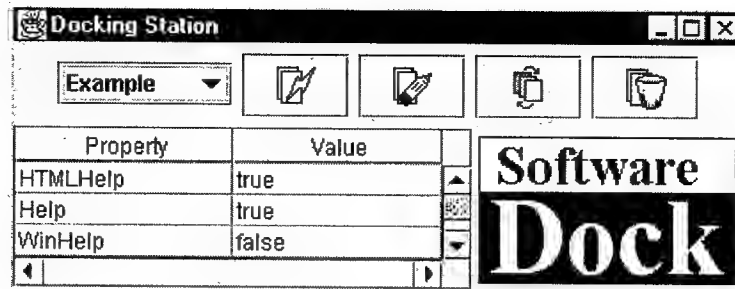 Docking Station
Example
Property Value
HTMLHelp true
Help true
WinHelp false
Software
Dock